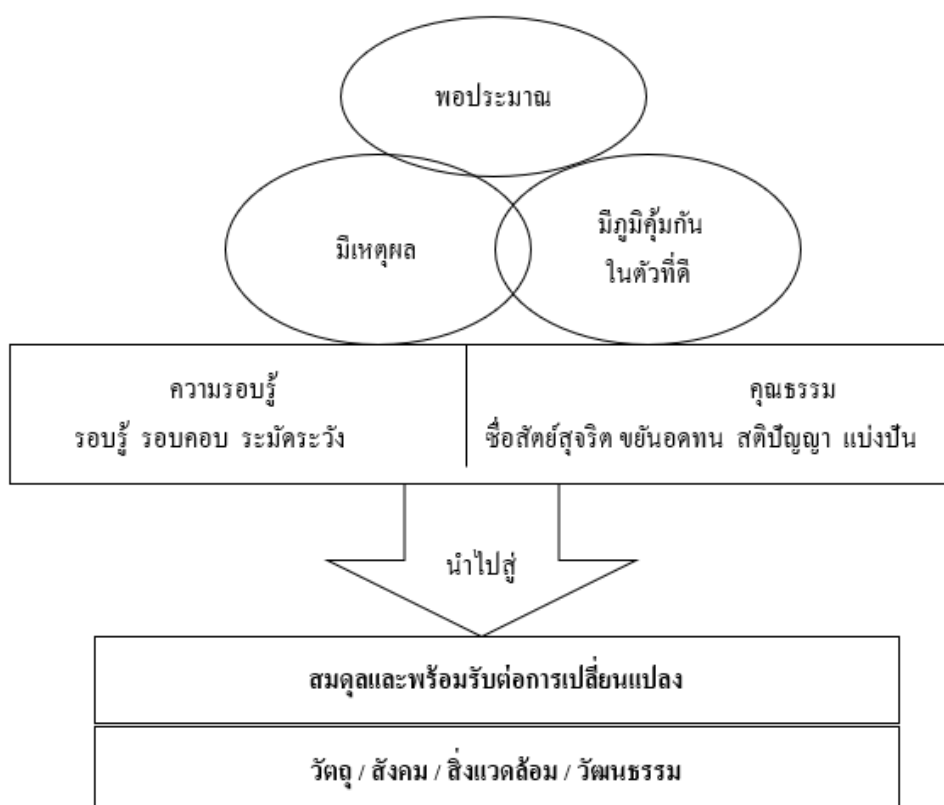 พอประมาณ
มีเหตุผล
มีภูมิคุ้มกัน
ในตัวที่ดี
ความรอบรู้
รอบรู้ รอบคอบ ระมัดระวัง
คุณธรรม
ซื่อสัตย์สุจริต ขยันอดทน สติปัญญา แบ่งปัน
นำไปสู่
สมดุลและพร้อมรับต่อการเปลี่ยนแปลง
วัตถุ / สังคม / สิ่งแวดล้อม / วัฒนธรรม